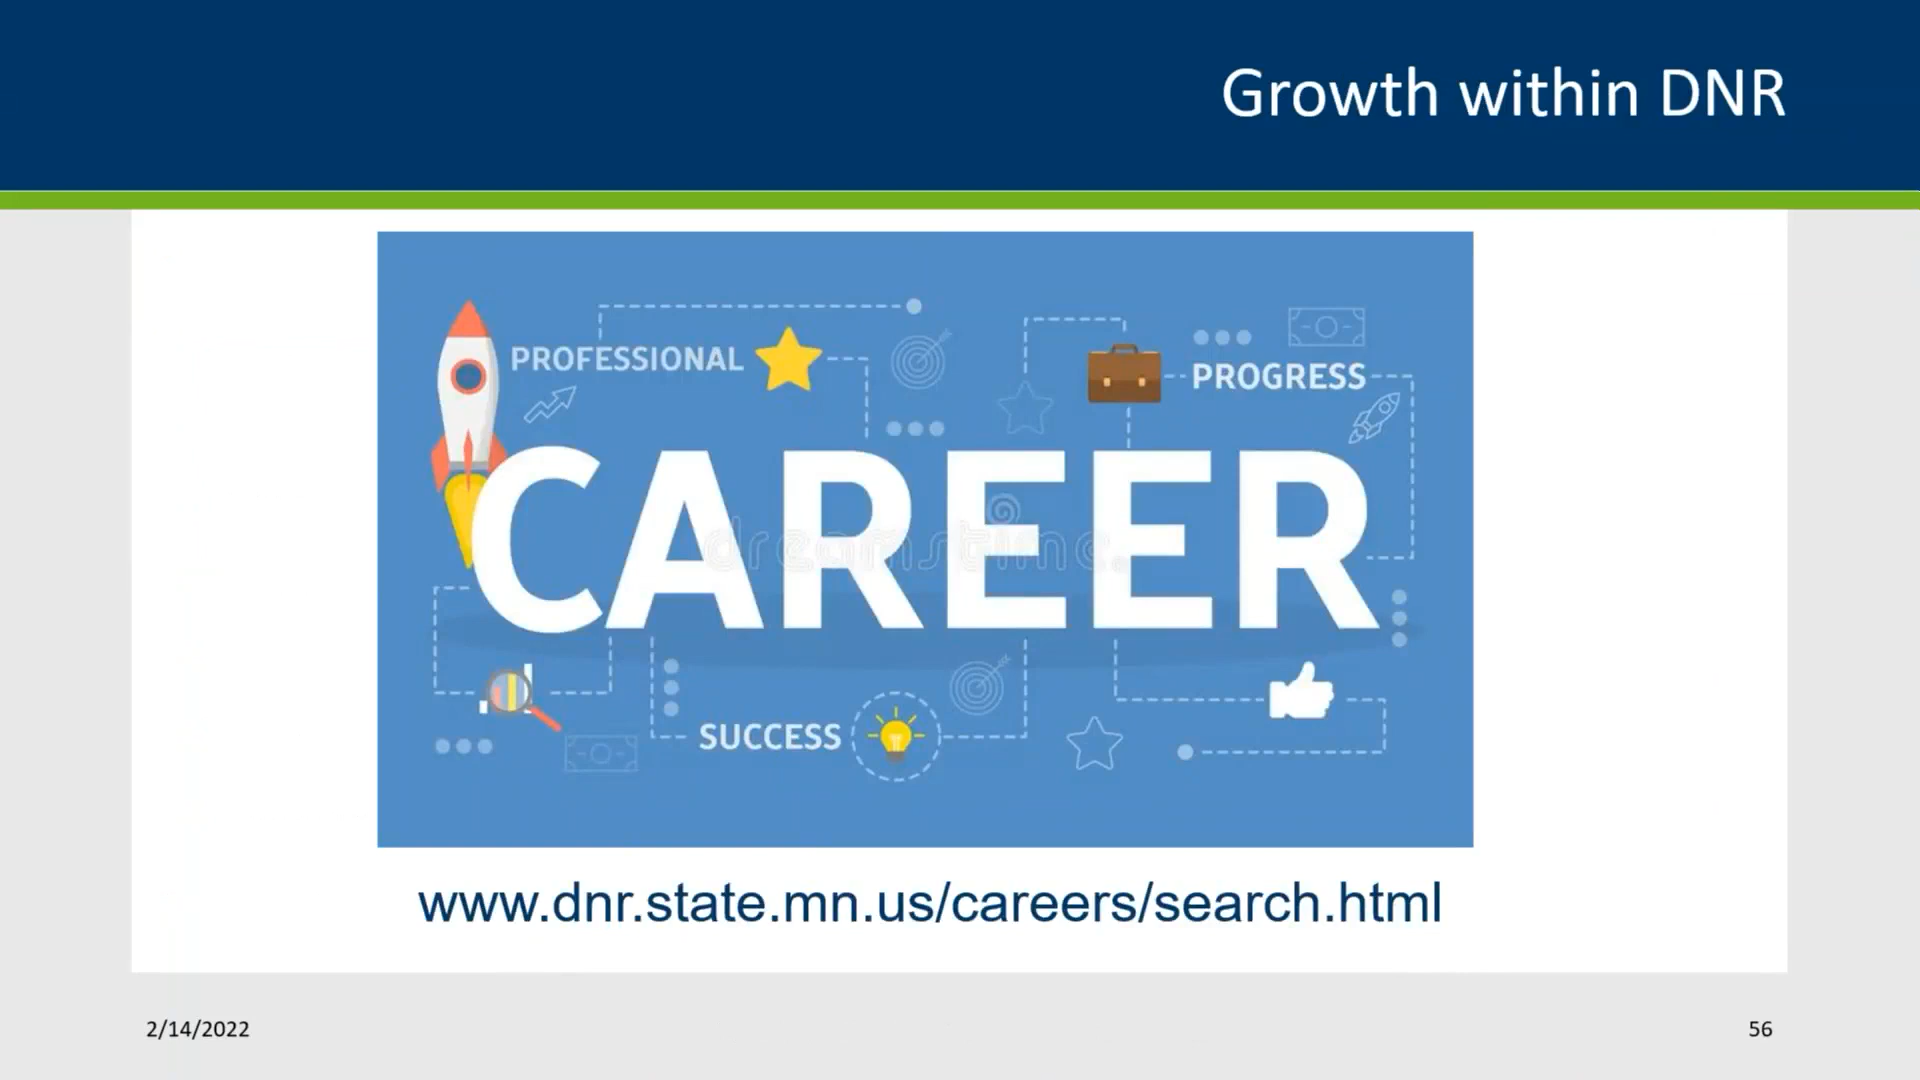 Growth within DNR
PROFESSIONAL
PROGRESS
CAREER
dreamstime.
SUCCESS
www.dnr.state.mn.us/careers/search.html
2/14/2022
56